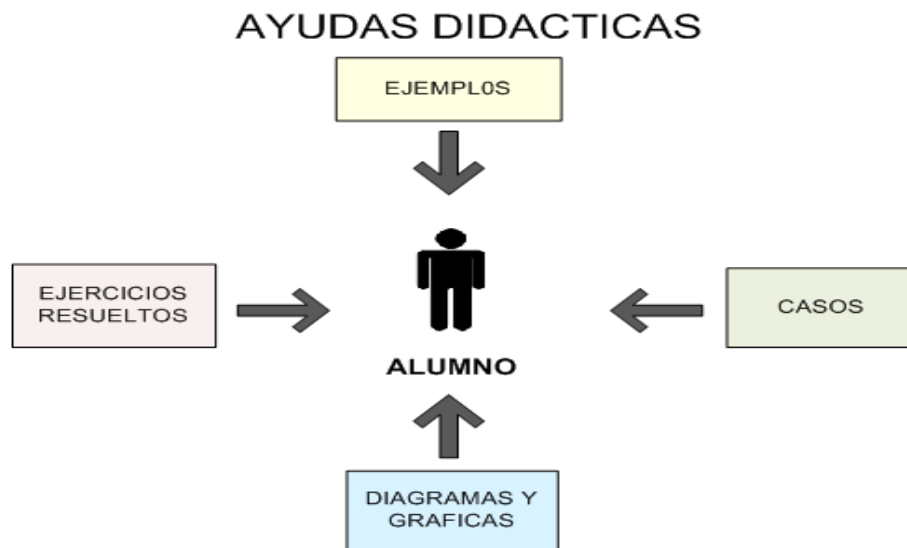 AYUDAS DIDACTICAS
EJEMPL0S
EJERCICIOS
RESUELTOS
CASOS
ALUMNO
DIAGRAMAS Y
GRAFICAS